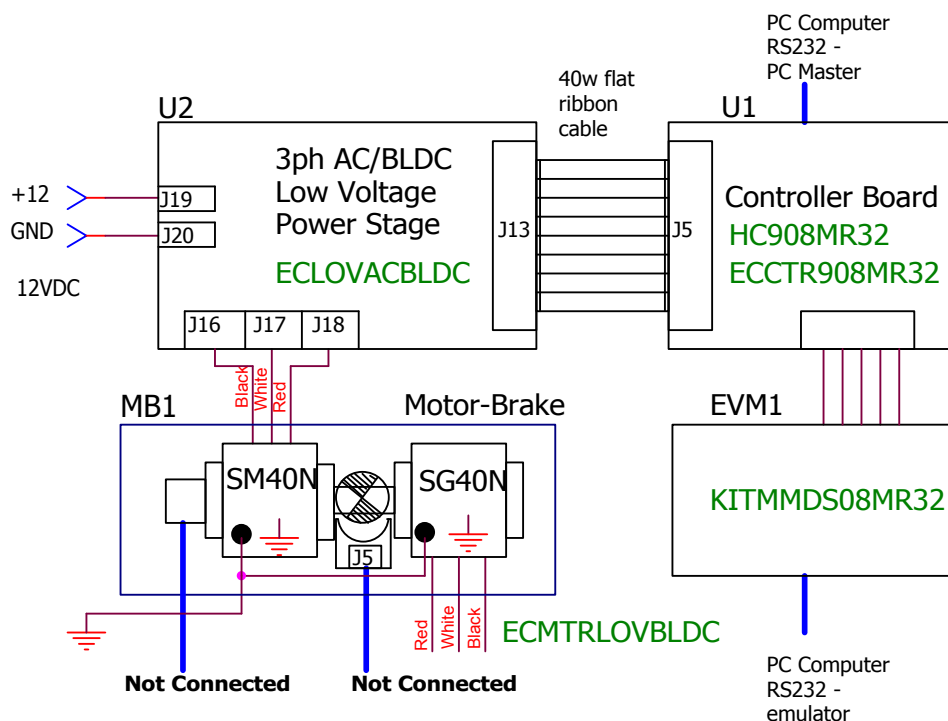 PC Computer
RS232 -
PC Master
40w flat
ribbon
cable
U2
U1
3ph AC/BLDC
Low Voltage
Power Stage
ECLOVACBLDC
+12
GND
12VDC
J19
J20
J13
J5
Controller Board
HC908MR32
ECCTR908MR32
J16
J17
J18
Black
White
Red
MB1
Motor-Brake
EVM1
SM40N
SG40N
KITMMDS08MR32
J5
Red
White
Black
ECMTRLOVBLDC
Not Connected
Not Connected
PC Computer
RS232 -
emulator